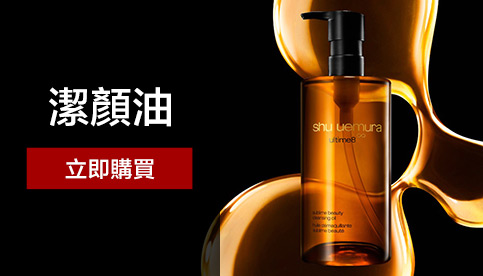 潔顏油
立即購買
shu uemura
ultime8
sublime beauty
cleansing oil
huile démaquillante
sublime beauté